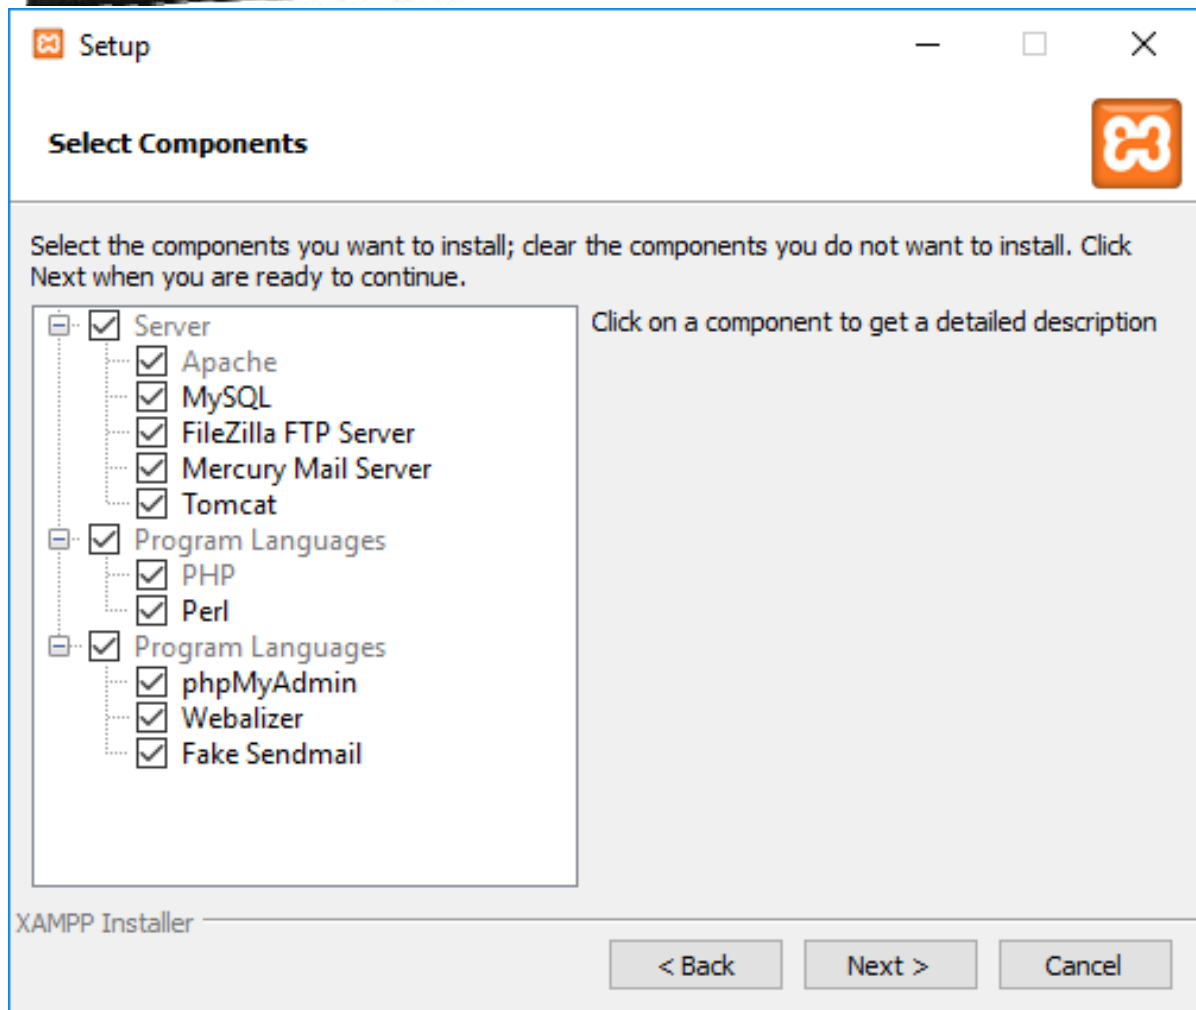 Setup
Select Components
Select the components you want to install; clear the components you do not want to install. Click
Next when you are ready to continue.
Server
Apache
MySQL
FileZilla FTP Server
Mercury Mail Server
Tomcat
Program Languages
PHP
Perl
Program Languages
phpMyAdmin
Webalizer
Fake Sendmail
Click on a component to get a detailed description
XAMPP Installer
< Back
Next >
Cancel